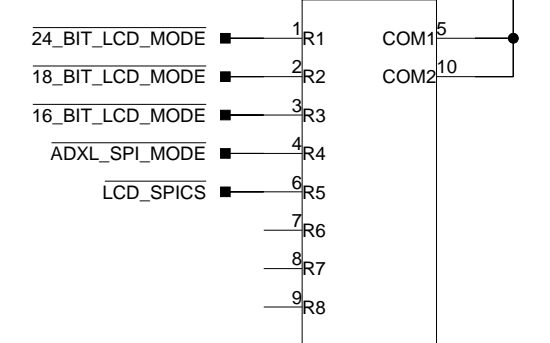 24_BIT_LCD_MODE 1 R1 COM1 5
18_BIT_LCD_MODE 2 R2 COM2 10
16_BIT_LCD_MODE 3 R3
ADXL_SPI_MODE 4 R4
LCD_SPICS 6 R5
7 R6
8 R7
9 R8